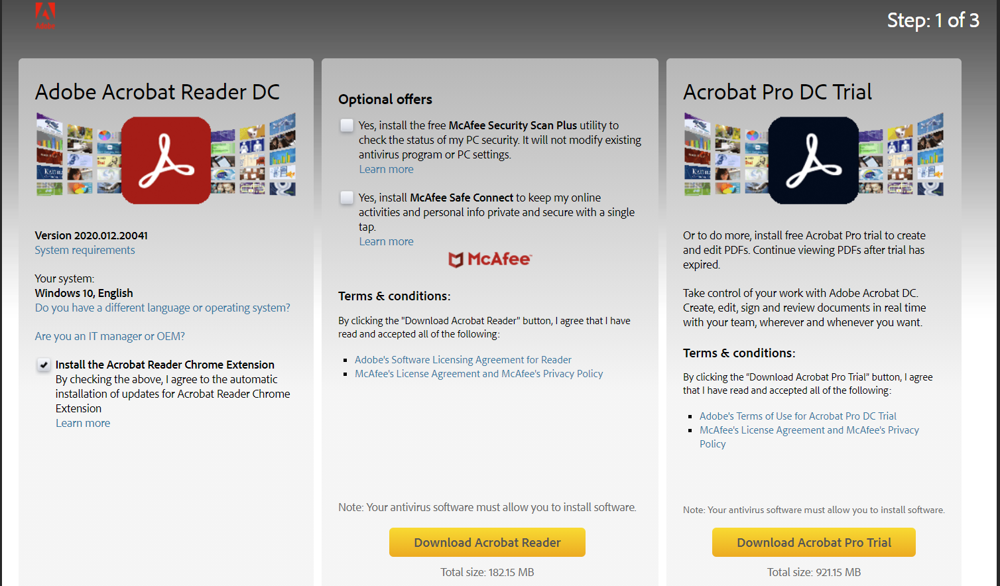 Adobe
Step: 1 of 3
Adobe Acrobat Reader DC
Version 2020.012.20041
System requirements
Your system:
Windows 10, English
Do you have a different language or operating system?
Are you an IT manager or OEM?
Install the Acrobat Reader Chrome Extension
By checking the above, I agree to the automatic
installation of updates for Acrobat Reader Chrome
Extension
Learn more
Optional offers
Yes, install the free McAfee Security Scan Plus utility to
check the status of my PC security. It will not modify existing
antivirus program or PC settings.
Learn more
Yes, install McAfee Safe Connect to keep my online
activities and personal info private and secure with a single
tap.
Learn more
McAfee™
Terms & conditions:
By clicking the "Download Acrobat Reader" button, I agree that I have
read and accepted all of the following:
Adobe's Software Licensing Agreement for Reader
McAfee's License Agreement and McAfee's Privacy Policy
Note: Your antivirus software must allow you to install software.
Download Acrobat Reader
Total size: 182.15 MB
Acrobat Pro DC Trial
Or to do more, install free Acrobat Pro trial to create
and edit PDFs. Continue viewing PDFs after trial has
expired.
Take control of your work with Adobe Acrobat DC.
Create, edit, sign and review documents in real time
with your team, wherever and whenever you want.
Terms & conditions:
By clicking the “Download Acrobat Pro Trial” button, I agree
that I have read and accepted all of the following:
Adobe's Terms of Use for Acrobat Pro DC Trial
McAfee's License Agreement and McAfee's Privacy
Policy
Note: Your antivirus software must allow you to install software.
Download Acrobat Pro Trial
Total size: 921.15 MB